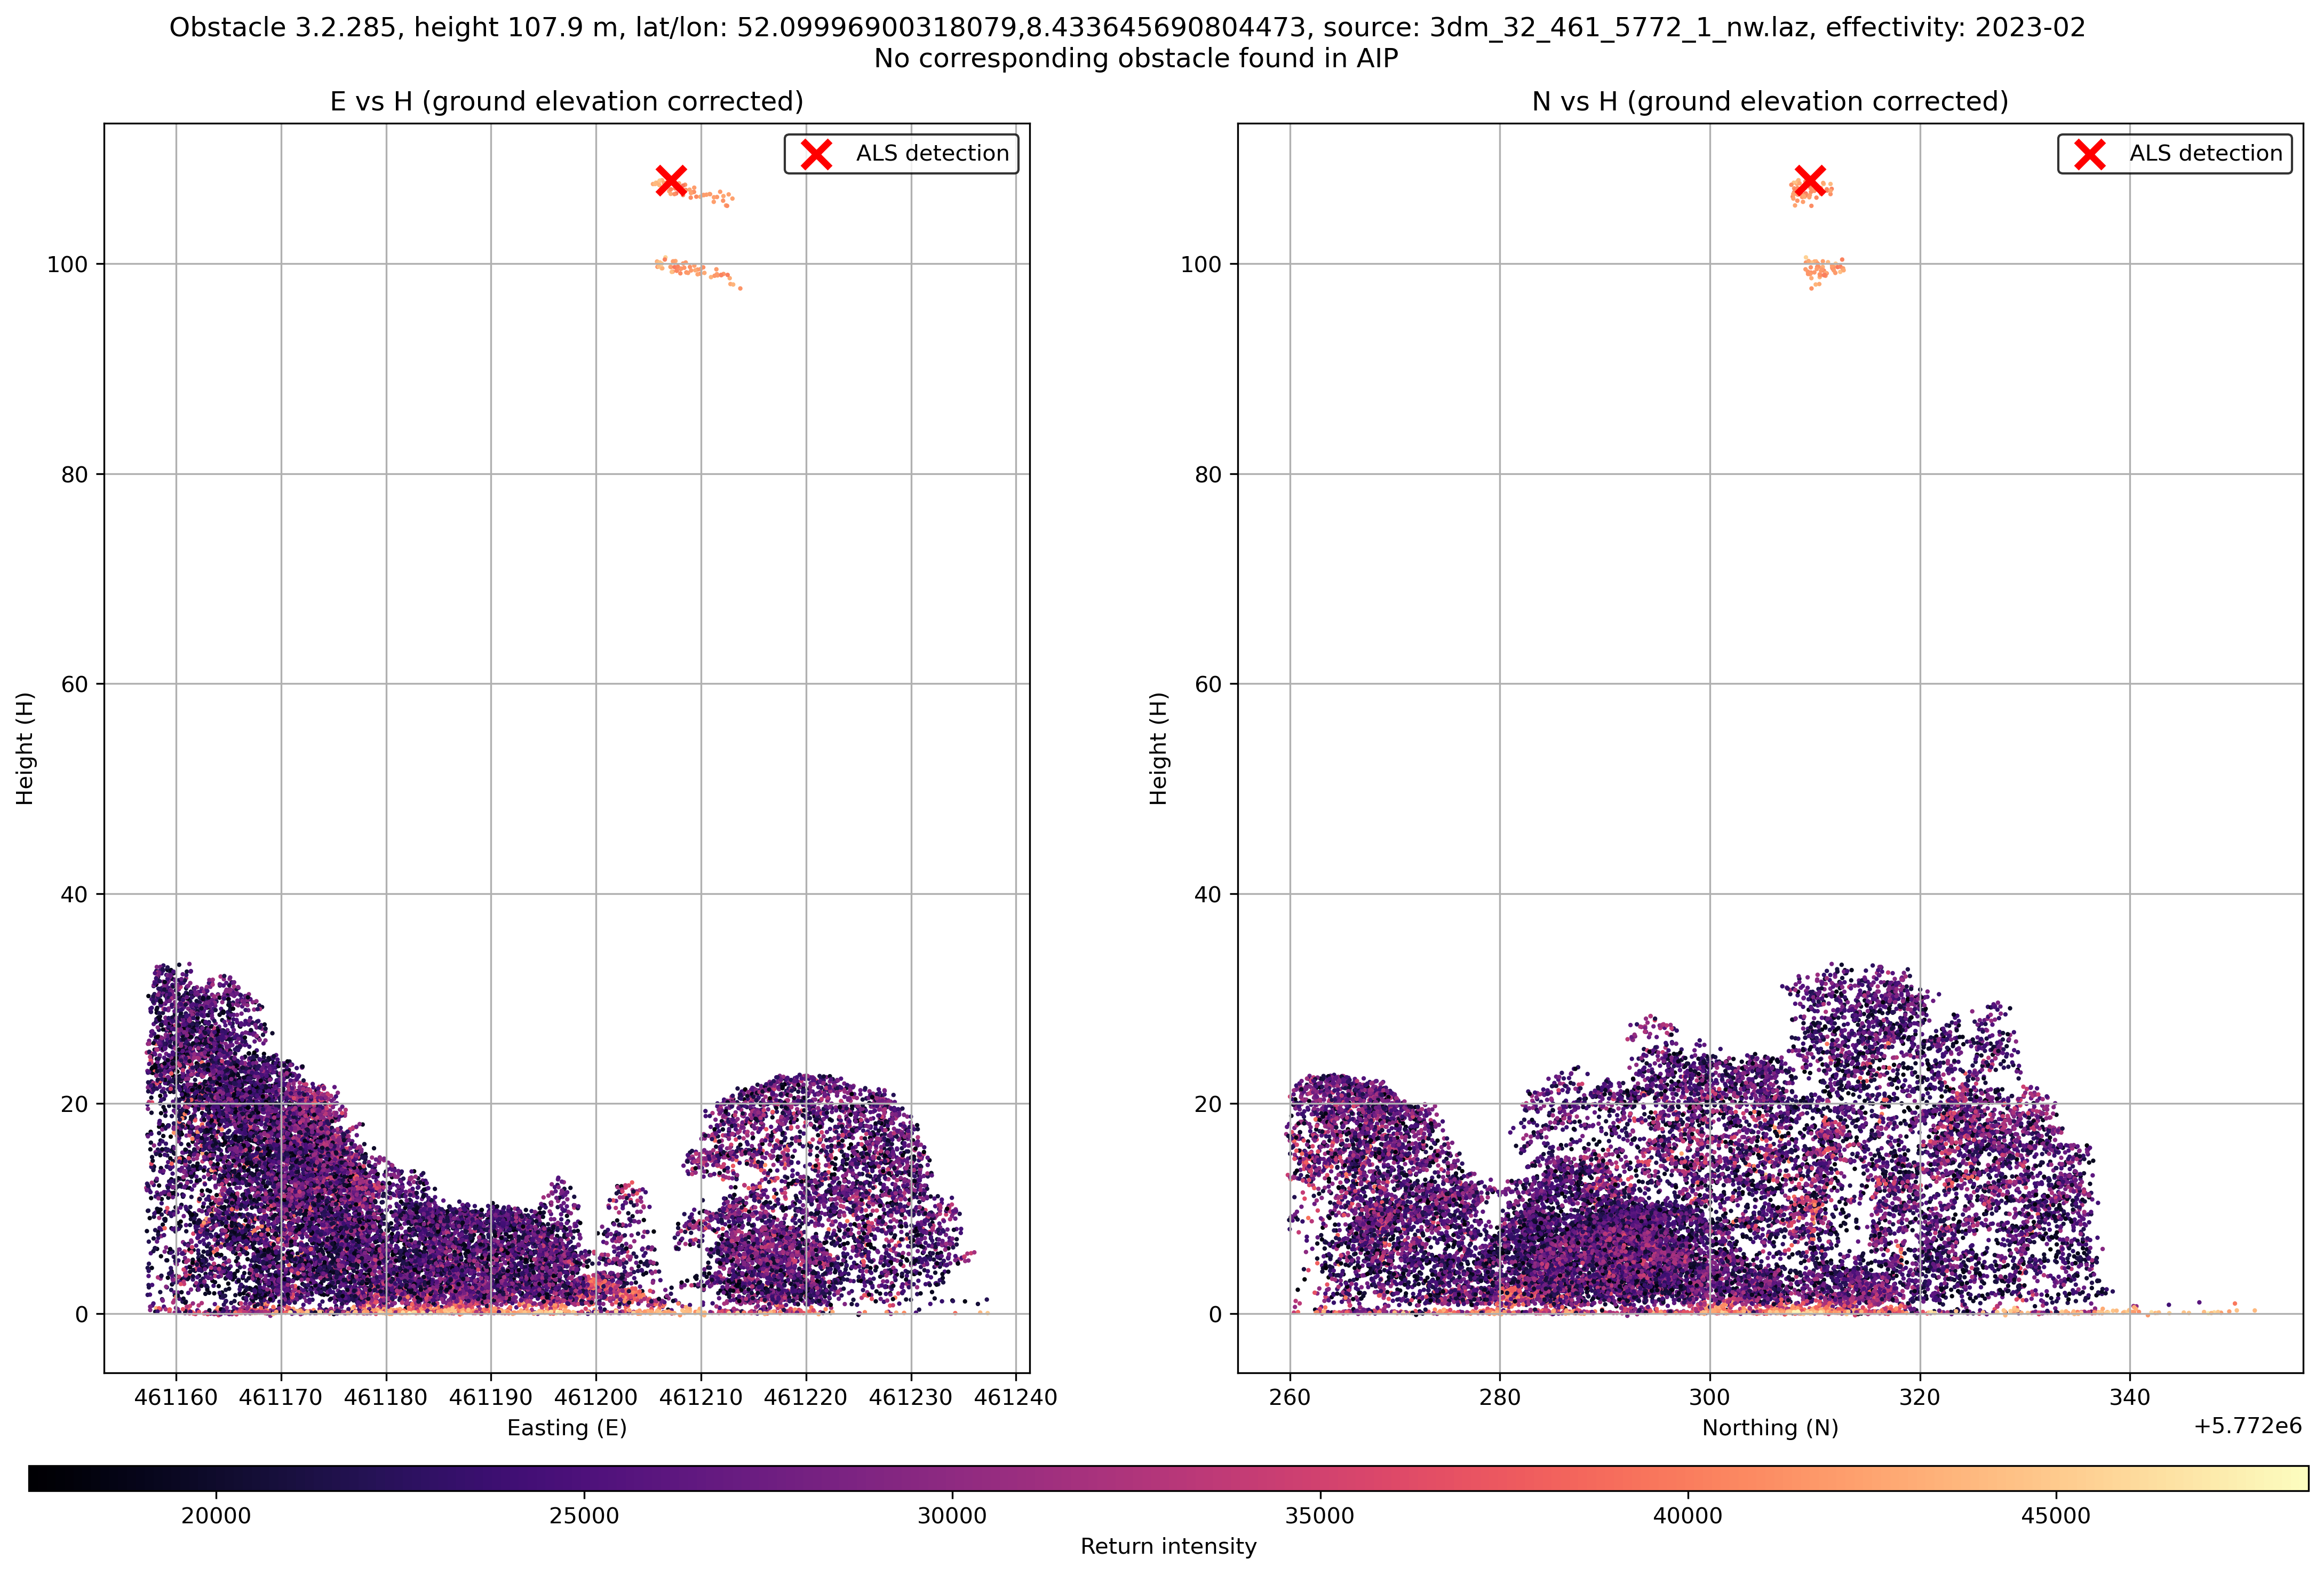 Obstacle 3.2.285, height 107.9 m, lat/lon: 52.09996900318079,8.433645690804473, source: 3dm_32_461_5772_1_nw.laz, effectivity: 2023-02
No corresponding obstacle found in AIP
E vs H (ground elevation corrected)
ALS detection
100
80
60
40
20
0
Height (H)
461160 461170 461180 461190 461200 461210 461220 461230 461240
Easting (E)
N vs H (ground elevation corrected)
ALS detection
100
80
60
40
20
0
Height (H)
260 280 300 320 340
Northing (N)
+5.772e6
20000 25000 30000 35000 40000 45000
Return intensity